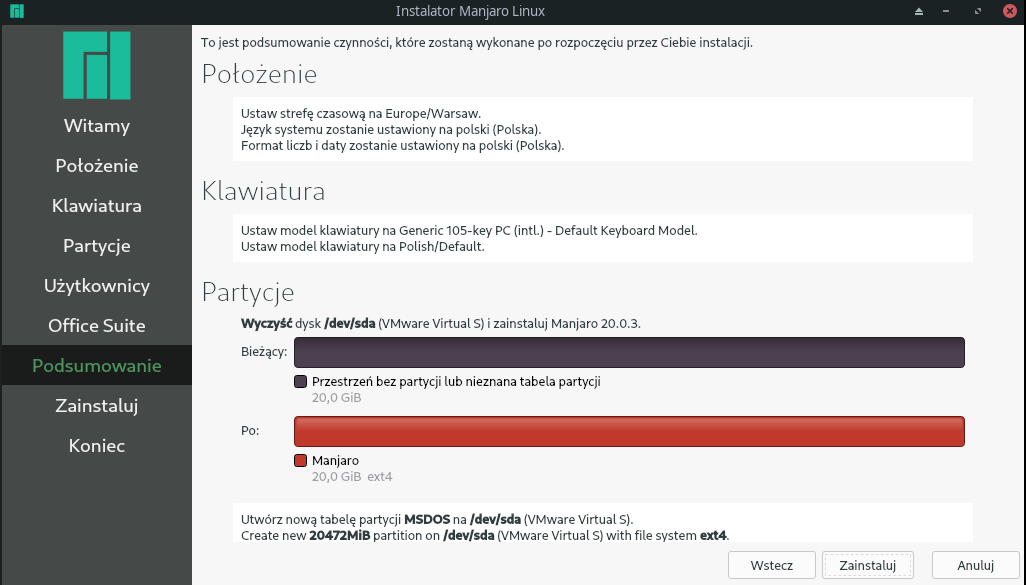 Instalator Manjaro Linux
Witamy
Położenie
Klawiatura
Partycje
Użytkownicy
Office Suite
Podsumowanie
Zainstaluj
Koniec
To jest podsumowanie czynności, które zostaną wykonane po rozpoczęciu przez Ciebie instalacji.
Położenie
Ustaw strefę czasową na Europe/Warsaw.
Język systemu zostanie ustawiony na polski (Polska).
Format liczb i daty zostanie ustawiony na polski (Polska).
Klawiatura
Ustaw model klawiatury na Generic 105-key PC (intl.) - Default Keyboard Model.
Ustaw model klawiatury na Polish/Default.
Partycje
Wyczyść dysk /dev/sda (VMware Virtual S) i zainstaluj Manjaro 20.0.3.
Bieżący:
Przestrzeń bez partycji lub nieznana tabela partycji
20,0 GiB
Po:
Manjaro
20,0 GiB ext4
Utwórz nową tabelę partycji MSDOS na /dev/sda (VMware Virtual S).
Create new 20472MiB partition on /dev/sda (VMware Virtual S) with file system ext4.
Wstecz
Zainstaluj
Anuluj